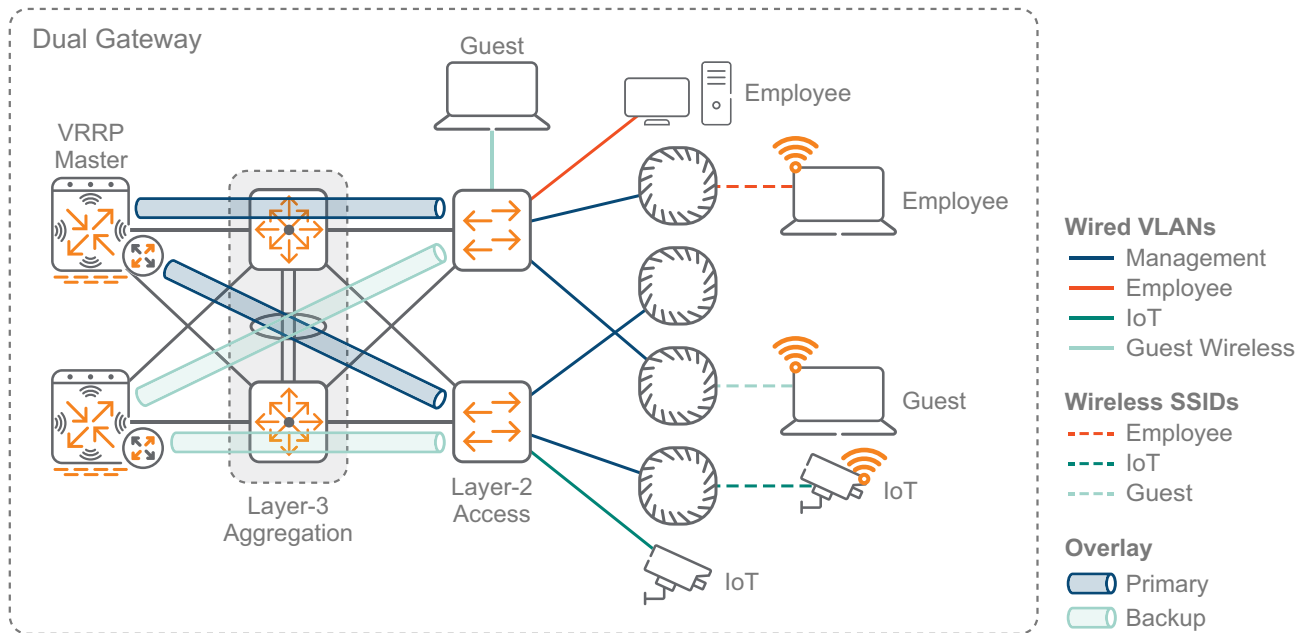 Dual Gateway
Guest
Employee
VRRP
Master
Employee
Guest
IoT
Layer-3
Aggregation
Layer-2
Access
IoT
Wired VLANs
Management
Employee
IoT
Guest Wireless
Wireless SSIDs
Employee
IoT
Guest
Overlay
Primary
Backup